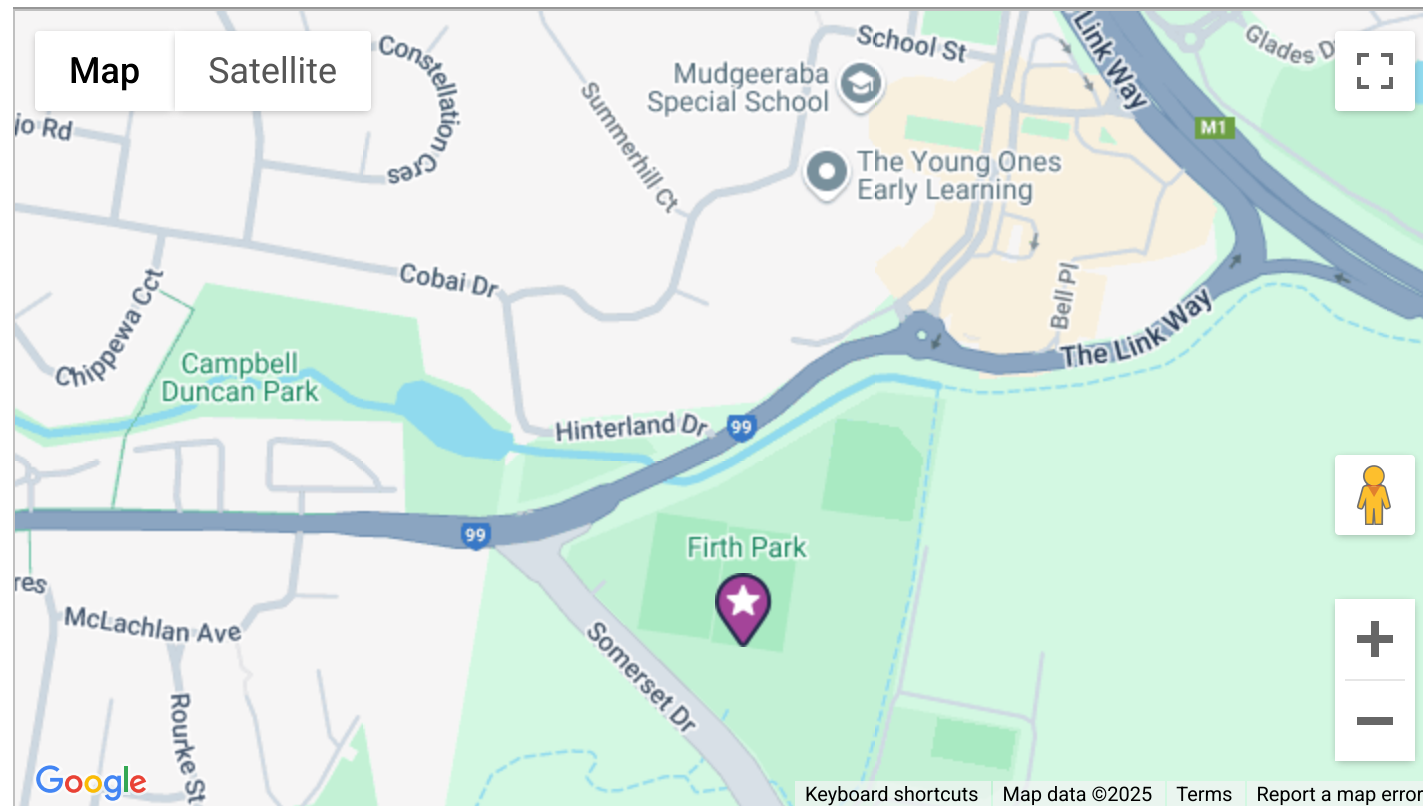 Map
Satellite
Constellation Cres
jo Rd
Summerhill Ct
School St
Mudgeeraba
Special School
The Young Ones
Early Learning
Link Way
Glades D
M1
Cobai Dr
Chippewa Cct
Campbell
Duncan Park
Bell Pl
The Link Way
Hinterland Dr
99
99
Firth Park
res
McLachlan Ave
Rourke St
Somerset Dr
Google
Keyboard shortcuts
Map data ©2025
Terms
Report a map error